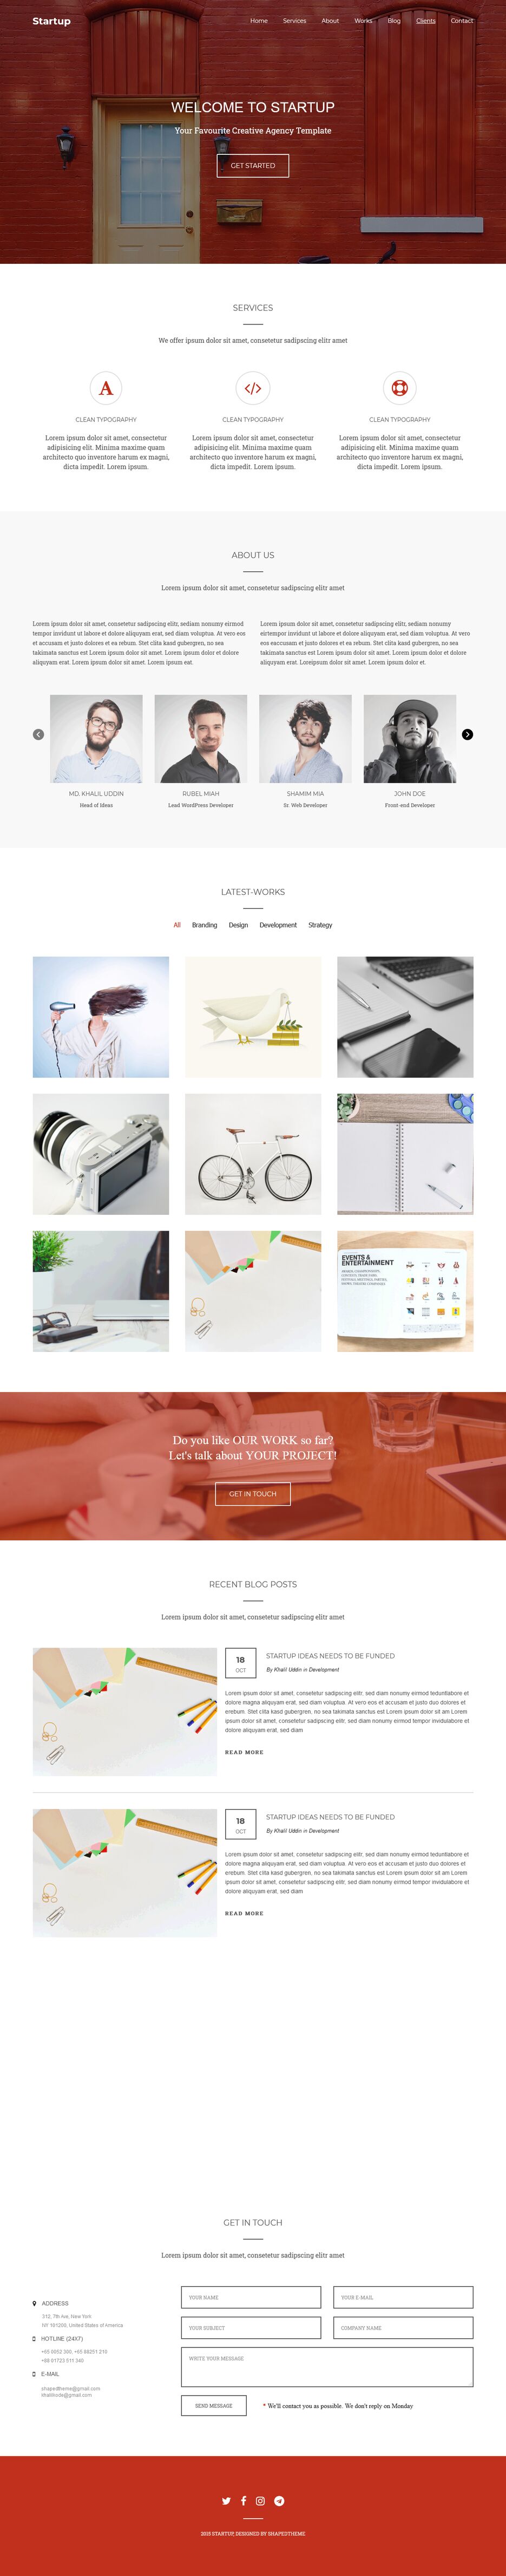 Startup
Home Services About Works Blog Clients Contact
WELCOME TO STARTUP
Your Favourite Creative Agency Template
GET STARTED
SERVICES
We offer ipsum dolor sit amet, consetetur sadipscing elitr amet
CLEAN TYPOGRAPHY
Lorem ipsum dolor sit amet, consectetur
adipisicing elit. Minima maxime quam
architecto quo inventore harum ex magni,
dicta impedit. Lorem ipsum.
CLEAN TYPOGRAPHY
Lorem ipsum dolor sit amet, consectetur
adipisicing elit. Minima maxime quam
architecto quo inventore harum ex magni,
dicta impedit. Lorem ipsum.
CLEAN TYPOGRAPHY
Lorem ipsum dolor sit amet, consectetur
adipisicing elit. Minima maxime quam
architecto quo inventore harum ex magni,
dicta impedit. Lorem ipsum.
ABOUT US
Lorem ipsum dolor sit amet, consetetur sadipscing elitr amet
Lorem ipsum dolor sit amet, consetetur sadipscing elitr, sediam nonumy eirmod
tempor invidunt ut labore et dolore aliquyam erat, sed diam voluptua. At vero eos
et accusam et justo dolores et ea rebum. Stet clita kasd gubergren, no sea
takimata sanctus est Lorem ipsum dolor sit amet. Lorem ipsum dolor et dolore
aliquyam erat. Lorem ipsum dolor sit amet. Lorem ipsum eat.
Lorem ipsum dolor sit amet, consetetur sadipscing elitr, sediam nonumy
eirtempor invidunt ut labore et dolore aliquyam erat, sed diam voluptua. At vero
eos eaccusam et justo dolores et ea rebum. Stet clita kasd gubergren, no sea
takimata sanctus est Lorem ipsum dolor sit amet. Lorem ipsum dolor et dolore
aliquyam erat. Loreipsum dolor sit amet. Lorem ipsum dolor et.
MD. KHALIL UDDIN
Head of Ideas
RUBEL MIAH
Lead WordPress Developer
SHAMIM MIA
Sr. Web Developer
JOHN DOE
Front-end Developer
LATEST-WORKS
All Branding Design Development Strategy
EVENTS &
ENTERTAINMENT
Do you like OUR WORK so far?
Let's talk about YOUR PROJECT!
GET IN TOUCH
RECENT BLOG POSTS
Lorem ipsum dolor sit amet, consetetur sadipscing elitr amet
18
OCT
STARTUP IDEAS NEEDS TO BE FUNDED
By Khalil Uddin in Development
Lorem ipsum dolor sit amet, consetetur sadipscing elitr, sed diam nonumy eirmod teduntlabore et
dolore magna aliquyam erat, sed diam voluptua. At vero eos et accusam et justo duo dolores et
erebum. Stet clita kasd gubergren, no sea takimata sanctus est Lorem ipsum dolor sit am Lorem
ipsum dolor sit amet, consetetur sadipscing elitr, sed diam nonumy eirmod tempor invidulabore et
dolore aliquyam erat, sed diam
READ MORE
18
OCT
STARTUP IDEAS NEEDS TO BE FUNDED
By Khalil Uddin in Development
Lorem ipsum dolor sit amet, consetetur sadipscing elitr, sed diam nonumy eirmod teduntlabore et
dolore magna aliquyam erat, sed diam voluptua. At vero eos et accusam et justo duo dolores et
erebum. Stet clita kasd gubergren, no sea takimata sanctus est Lorem ipsum dolor sit am Lorem
ipsum dolor sit amet, consetetur sadipscing elitr, sed diam nonumy eirmod tempor invidulabore et
dolore aliquyam erat, sed diam
READ MORE
GET IN TOUCH
Lorem ipsum dolor sit amet, consetetur sadipscing elitr amet
ADDRESS
312, 7th Ave, New York
NY 101200, United States of America
HOTLINE (24X7)
+65 0052 300, +65 88251 210
+88 01723 511 340
E-MAIL
shapedtheme@gmail.com
YOUR NAME
YOUR E-MAIL
YOUR SUBJECT
COMPANY NAME
WRITE YOUR MESSAGE
SEND MESSAGE
* We'll contact you as possible. We don't reply on Monday
2015 STARTUP, DESIGNED BY SHAPEDTHEME